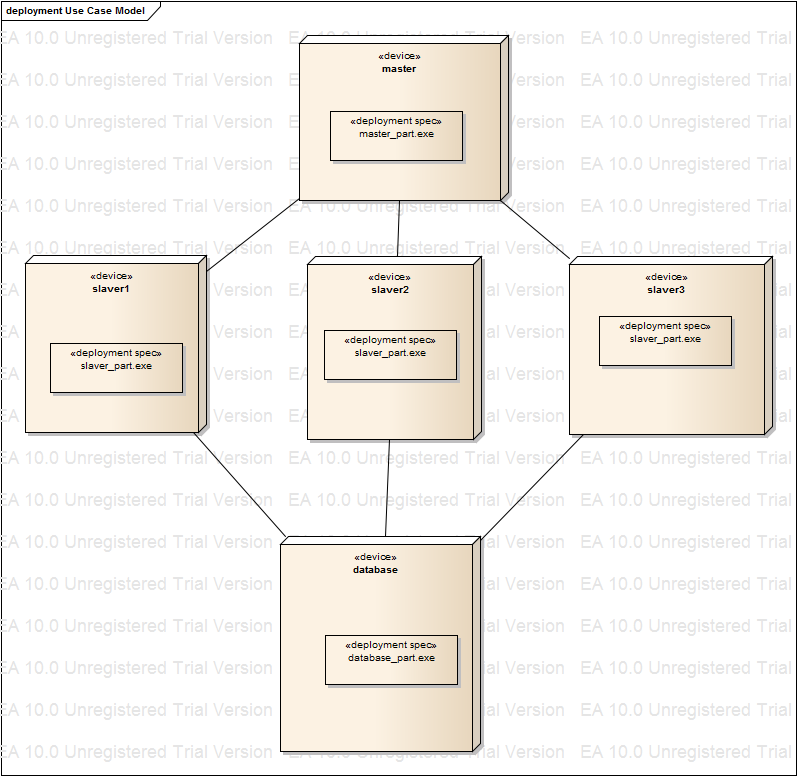 deployment Use Case Model
«device»
master
«deployment spec»
master_part.exe
«device»
slaver1
«deployment spec»
slaver_part.exe
«device»
slaver2
«deployment spec»
slaver_part.exe
«device»
slaver3
«deployment spec»
slaver_part.exe
«device»
database
«deployment spec»
database_part.exe
EA 10.0 Unregistered Trial Version